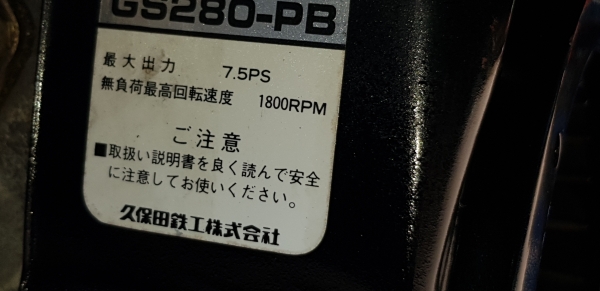 GS280-PB
最大出力 7.5PS
無負荷最高回転速度 1800RPM
ご注意
■取扱い説明書を良く読んで安全
に注意してお使いください。
久保田鉄工株式会社